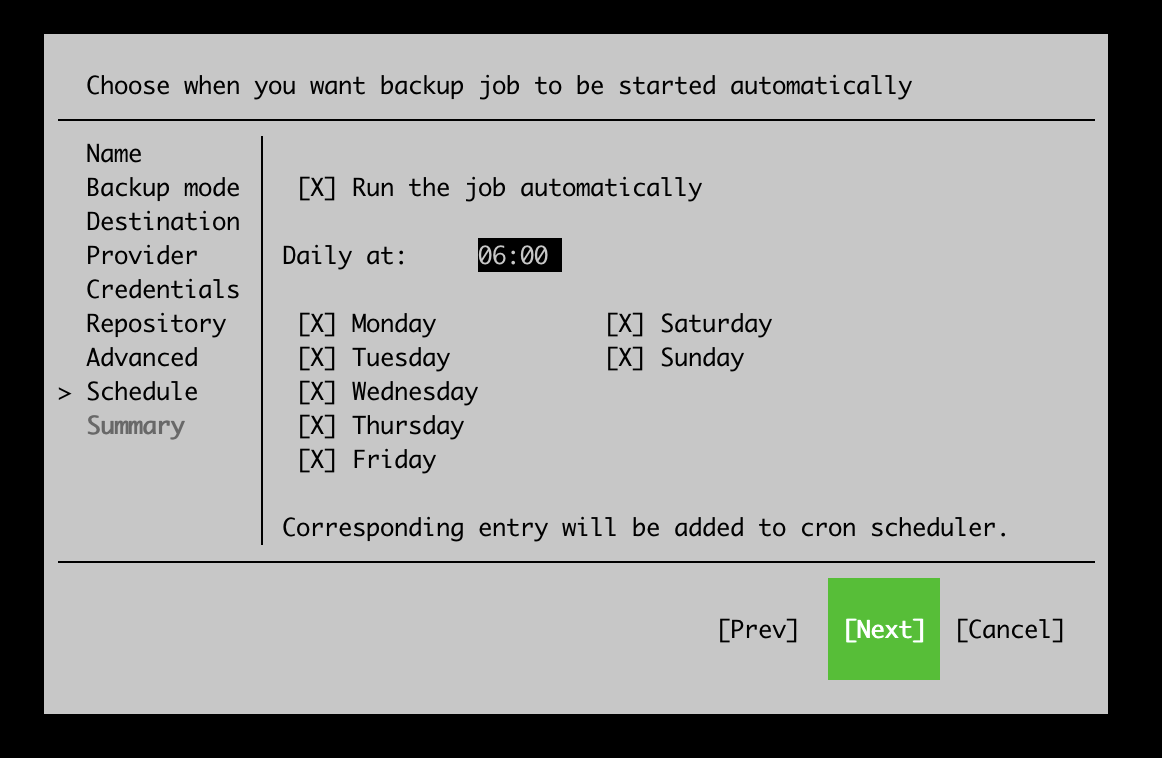 Choose when you want backup job to be started automatically
Name
Backup mode
Destination
Provider
Credentials
Repository
Advanced
> Schedule
Summary
[X] Run the job automatically
Daily at: 06:00
[X] Monday
[X] Tuesday
[X] Wednesday
[X] Thursday
[X] Friday
[X] Saturday
[X] Sunday
Corresponding entry will be added to cron scheduler.
[Prev] [Next] [Cancel]